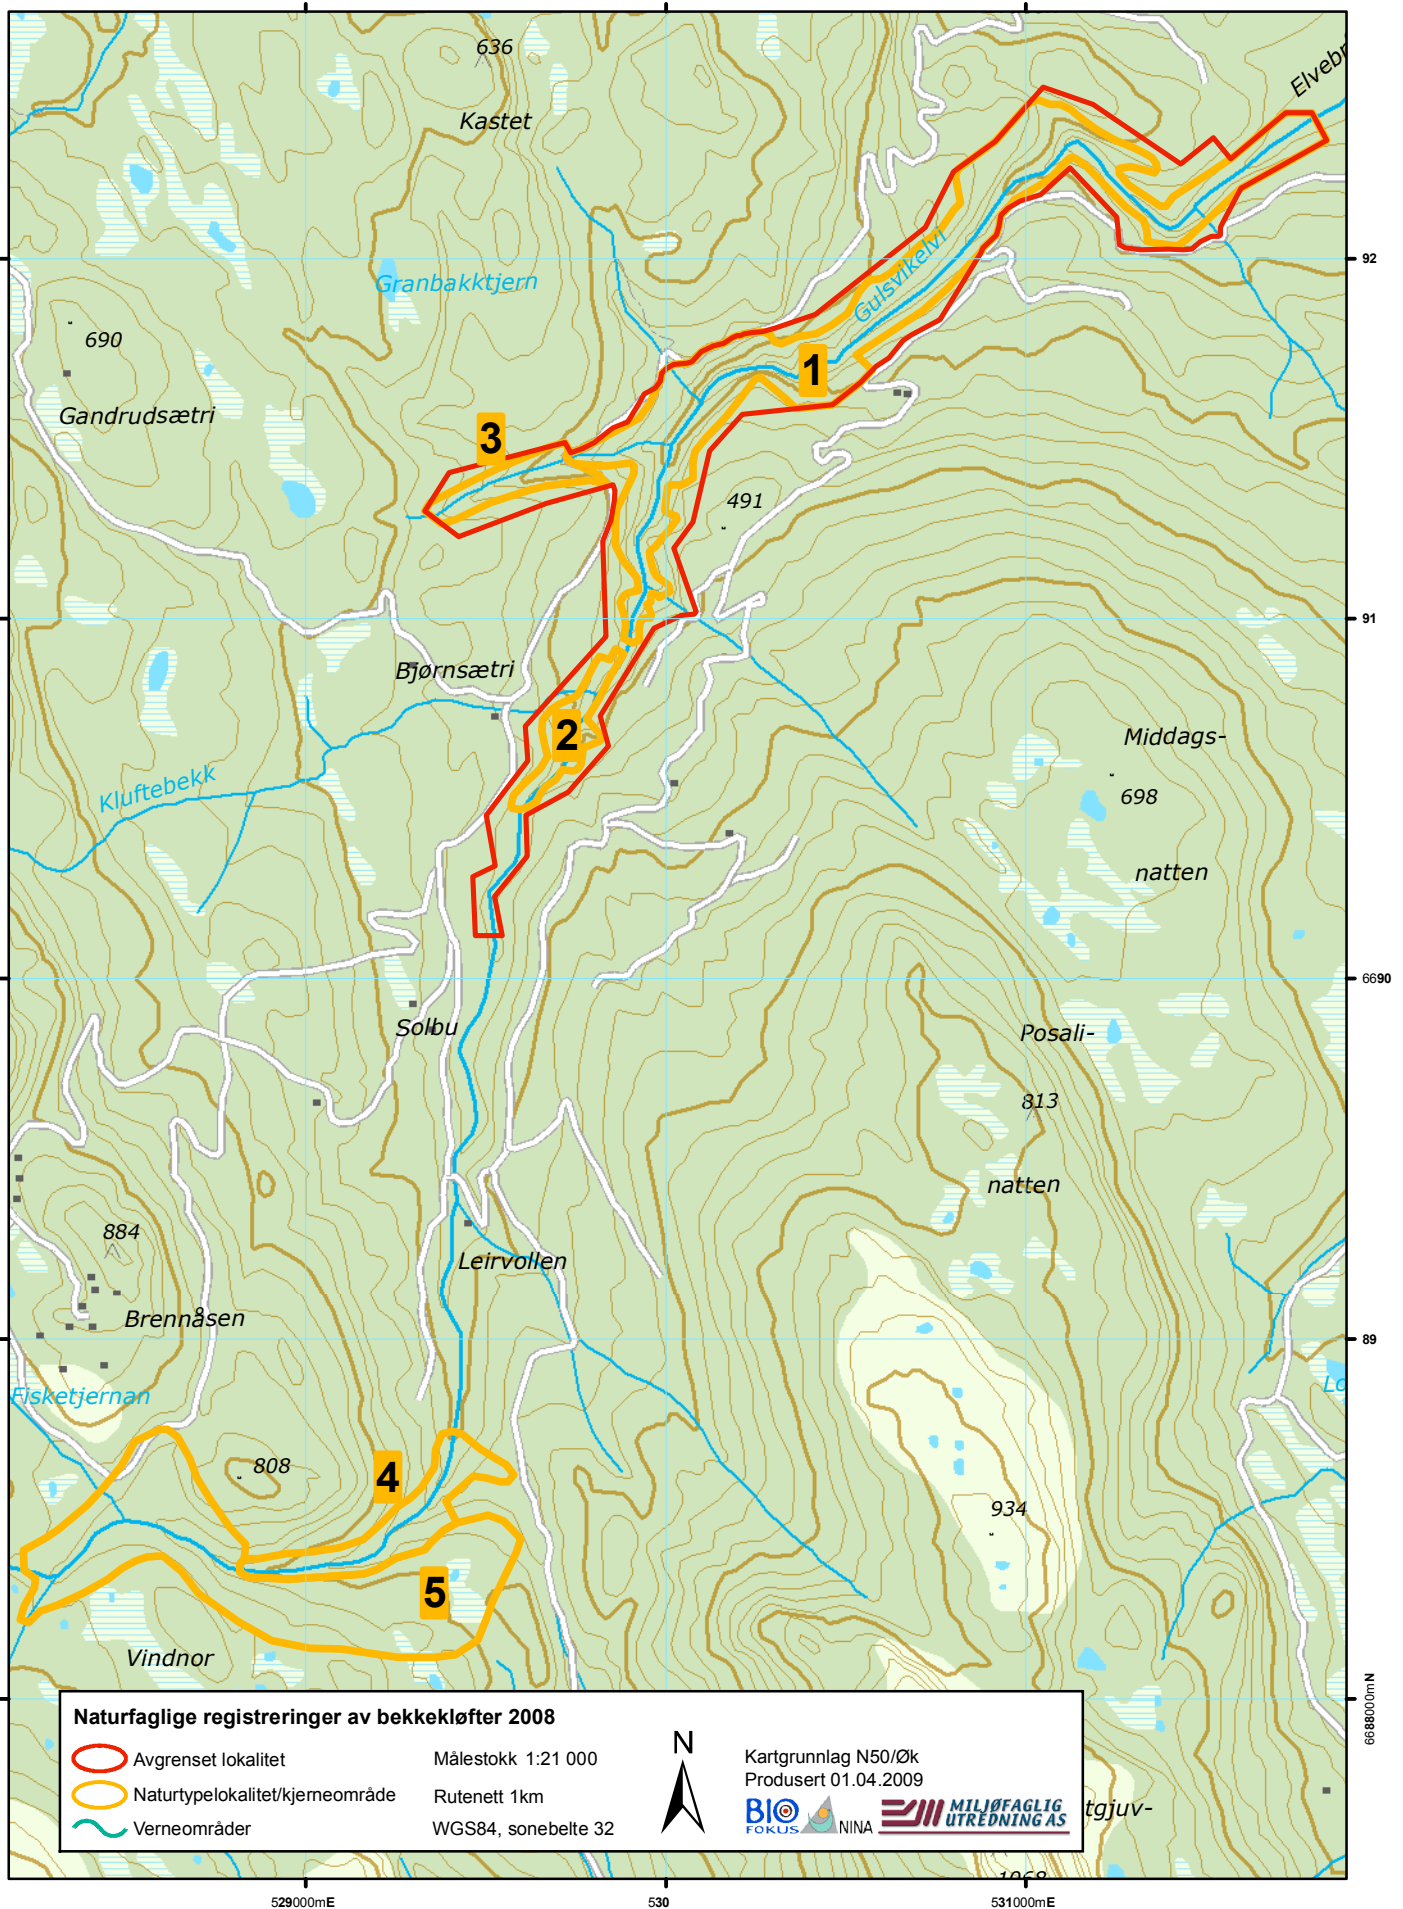 Elvebr
636
Kastet
92
Gulsvikelvi
Granbakktjern
690
1
Gandrudsætri
3
491
91
Bjørnsætri
2
Middags-
698
Kluftebekk
natten
6690
Solbu
Posali-
813
natten
884
Leirvollen
Brennåsen
89
Fisketjernan
Lo
808
4
934
5
Vindnor
6688000mN
Naturfaglige registreringer av bekkekløfter 2008
Avgrenset lokalitet
Målestokk 1:21 000
N
Kartgrunnlag N50/Øk
Produsert 01.04.2009
Naturtypelokalitet/kjerneområde
Rutenett 1km
Verneområder
WGS84, sonebelte 32
BIO
FOKUS
NINA
MILJØFAGLIG
UTREDNING AS
tgjuv-
1068
529000mE
530
531000mE